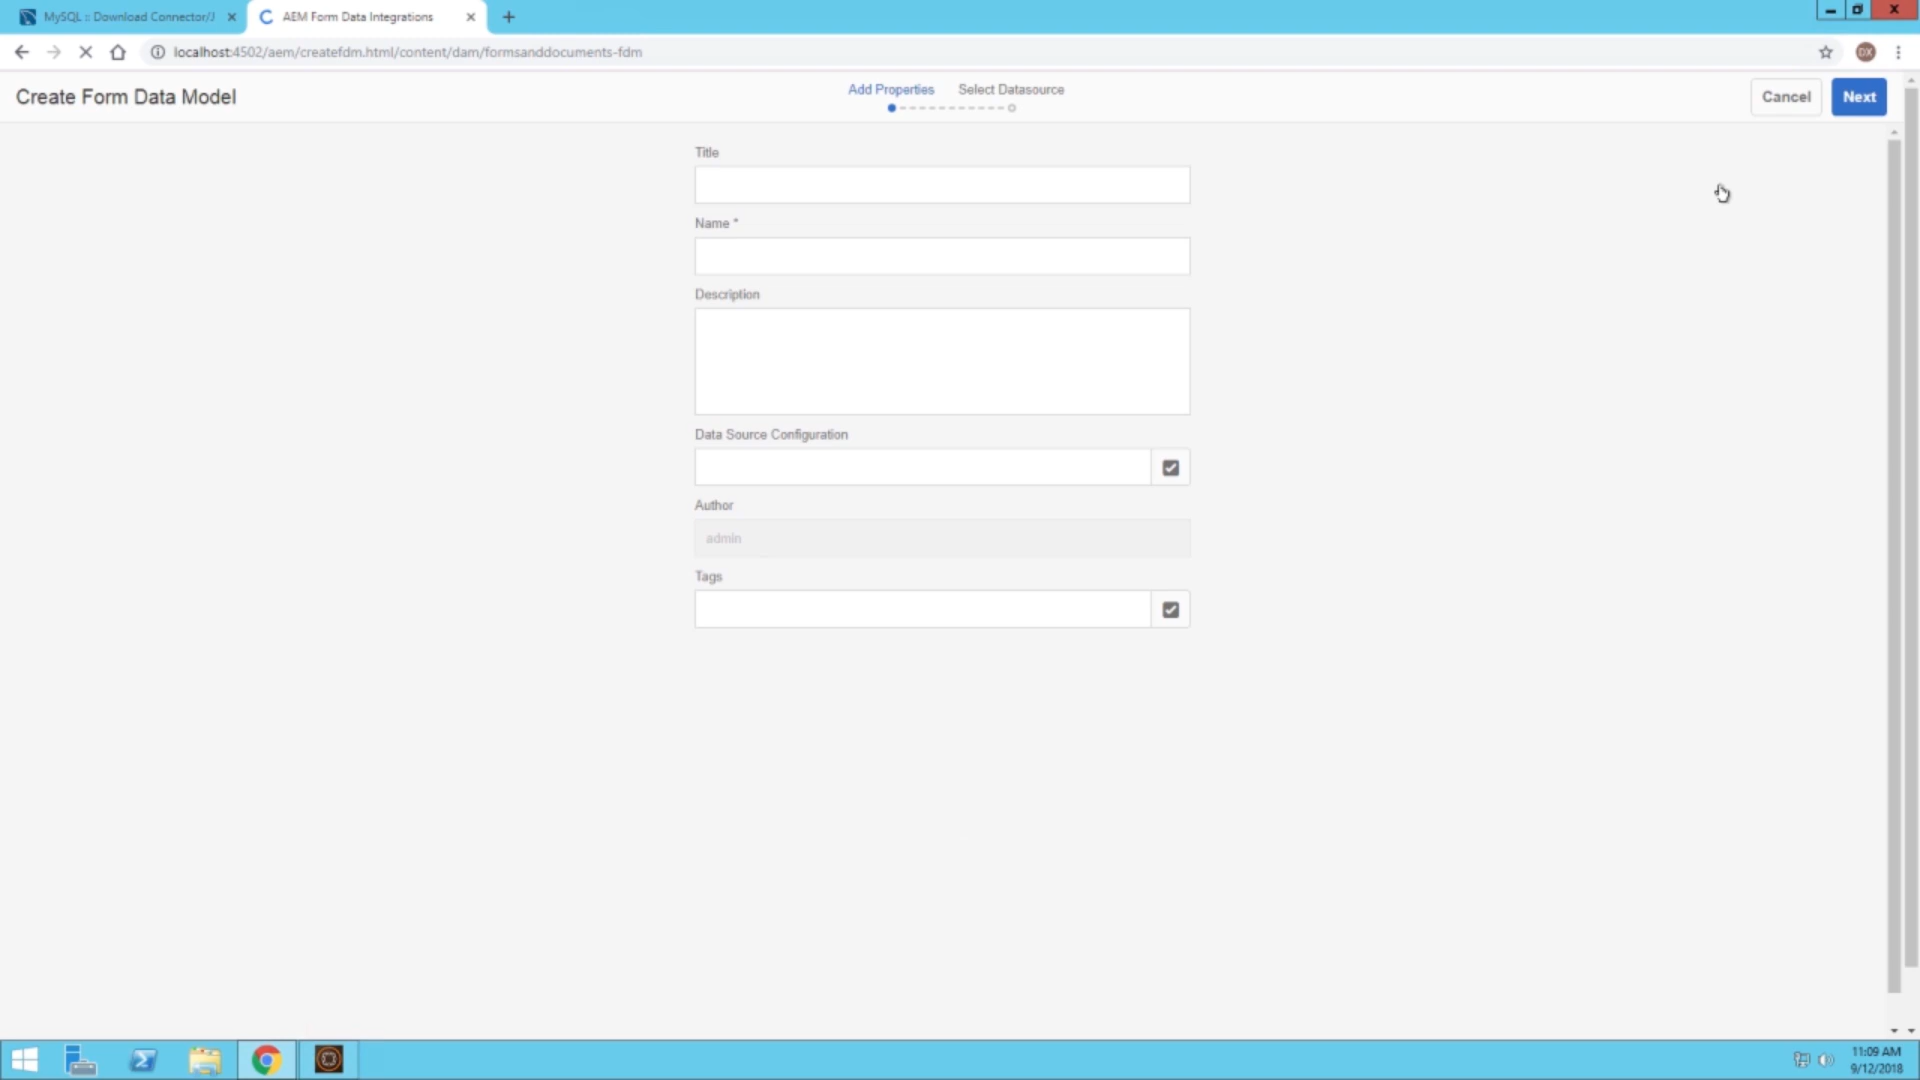 MySQL :: Download Connector/J
AEM Form Data Integrations
localhost:4502/aem/createfdm.html/content/dam/formsanddocuments-fdm
DX
Create Form Data Model
Add Properties
Select Datasource
Cancel
Next
Title
Name *
Description
Data Source Configuration
Author
admin
Tags
11:09 AM
9/12/2018